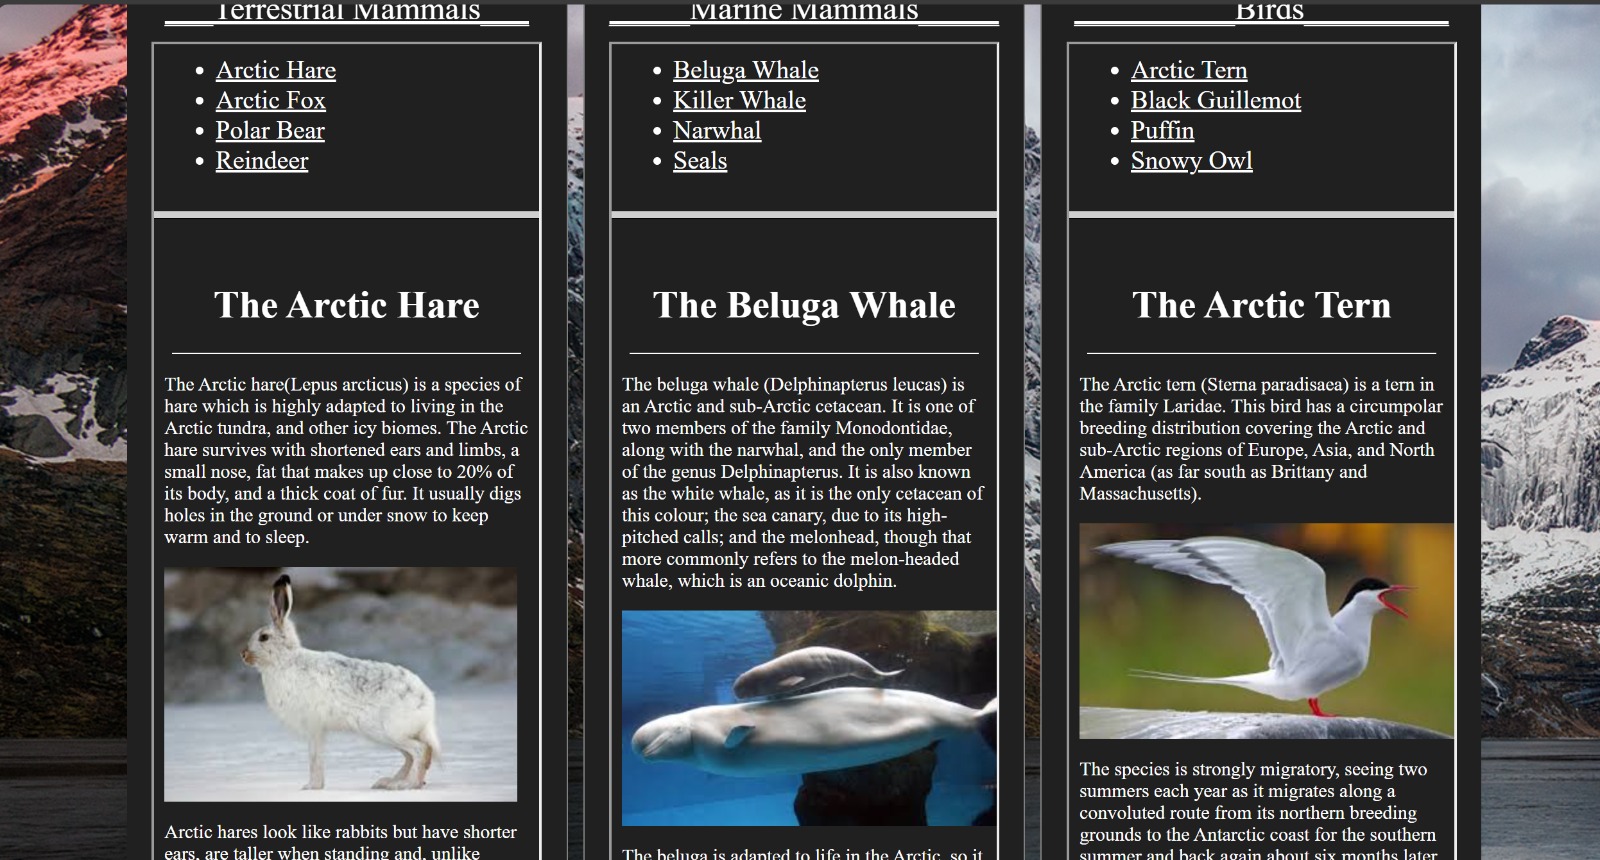 Terrestrial Mammals
Arctic Hare
Arctic Fox
Polar Bear
Reindeer
The Arctic Hare
The Arctic hare(Lepus arcticus) is a species of
hare which is highly adapted to living in the
Arctic tundra, and other icy biomes. The Arctic
hare survives with shortened ears and limbs, a
small nose, fat that makes up close to 20% of
its body, and a thick coat of fur. It usually digs
holes in the ground or under snow to keep
warm and to sleep.
Arctic hares look like rabbits but have shorter
ears, are taller when standing and, unlike
Marine Mammals
Beluga Whale
Killer Whale
Narwhal
Seals
The Beluga Whale
The beluga whale (Delphinapterus leucas) is
an Arctic and sub-Arctic cetacean. It is one of
two members of the family Monodontidae,
along with the narwhal, and the only member
of the genus Delphinapterus. It is also known
as the white whale, as it is the only cetacean of
this colour; the sea canary, due to its high-
pitched calls; and the melonhead, though that
more commonly refers to the melon-headed
whale, which is an oceanic dolphin.
The beluga is adapted to life in the Arctic, so it
Birds
Arctic Tern
Black Guillemot
Puffin
Snowy Owl
The Arctic Tern
The Arctic tern (Sterna paradisaea) is a tern in
the family Laridae. This bird has a circumpolar
breeding distribution covering the Arctic and
sub-Arctic regions of Europe, Asia, and North
America (as far south as Brittany and
Massachusetts).
The species is strongly migratory, seeing two
summers each year as it migrates along a
convoluted route from its northern breeding
grounds to the Antarctic coast for the southern
summer and back again about six months later